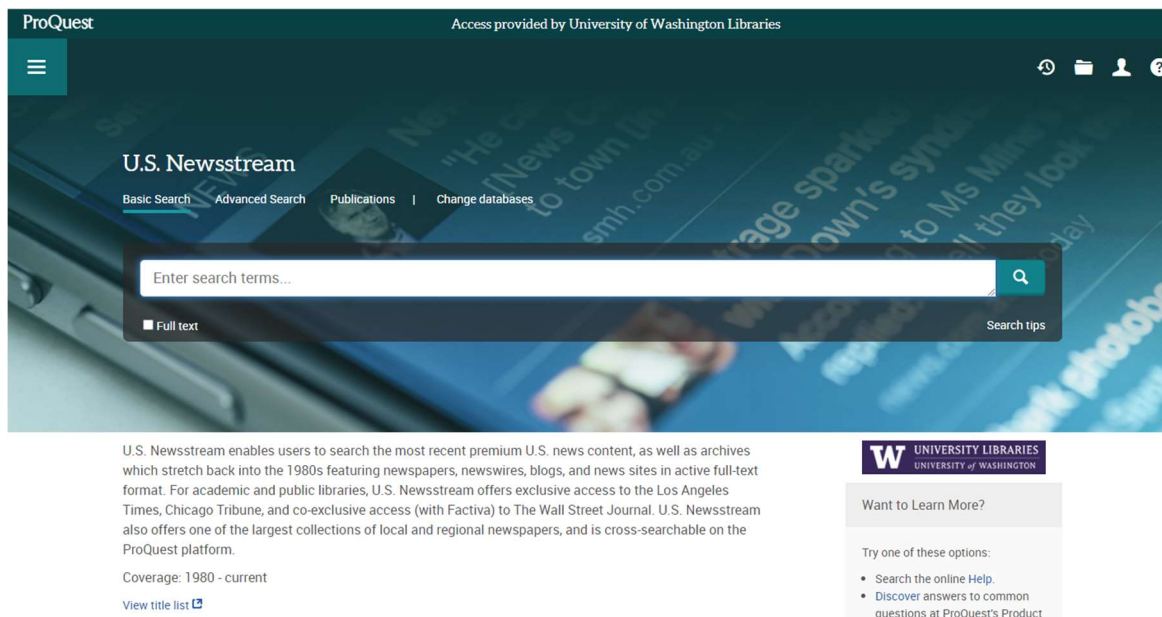 ProQuest
Access provided by University of Washington Libraries
U.S. Newsstream
Basic Search Advanced Search Publications | Change databases
Enter search terms...
Full text
Search tips
U.S. Newsstream enables users to search the most recent premium U.S. news content, as well as archives
which stretch back into the 1980s featuring newspapers, newswires, blogs, and news sites in active full-text
format. For academic and public libraries, U.S. Newsstream offers exclusive access to the Los Angeles
Times, Chicago Tribune, and co-exclusive access (with Factiva) to The Wall Street Journal. U.S. Newsstream
also offers one of the largest collections of local and regional newspapers, and is cross-searchable on the
ProQuest platform.
Coverage: 1980 - current
View title list
W UNIVERSITY LIBRARIES
UNIVERSITY of WASHINGTON
Want to Learn More?
Try one of these options:
• Search the online Help.
• Discover answers to common
questions at ProQuest's Product